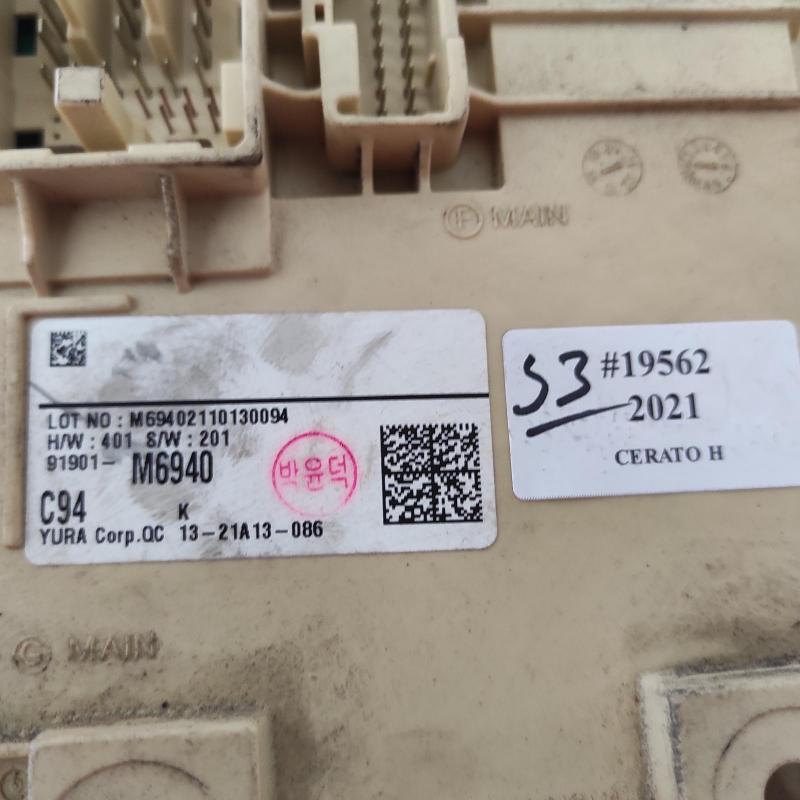 F MAIN
LOT NO : M69402110130094
H/W : 401 S/W : 201
91901- M6940
박윤덕
C94 K
YURA Corp.QC 13-21A13-086
S3 #19562
2021
CERATO H
G MAIN